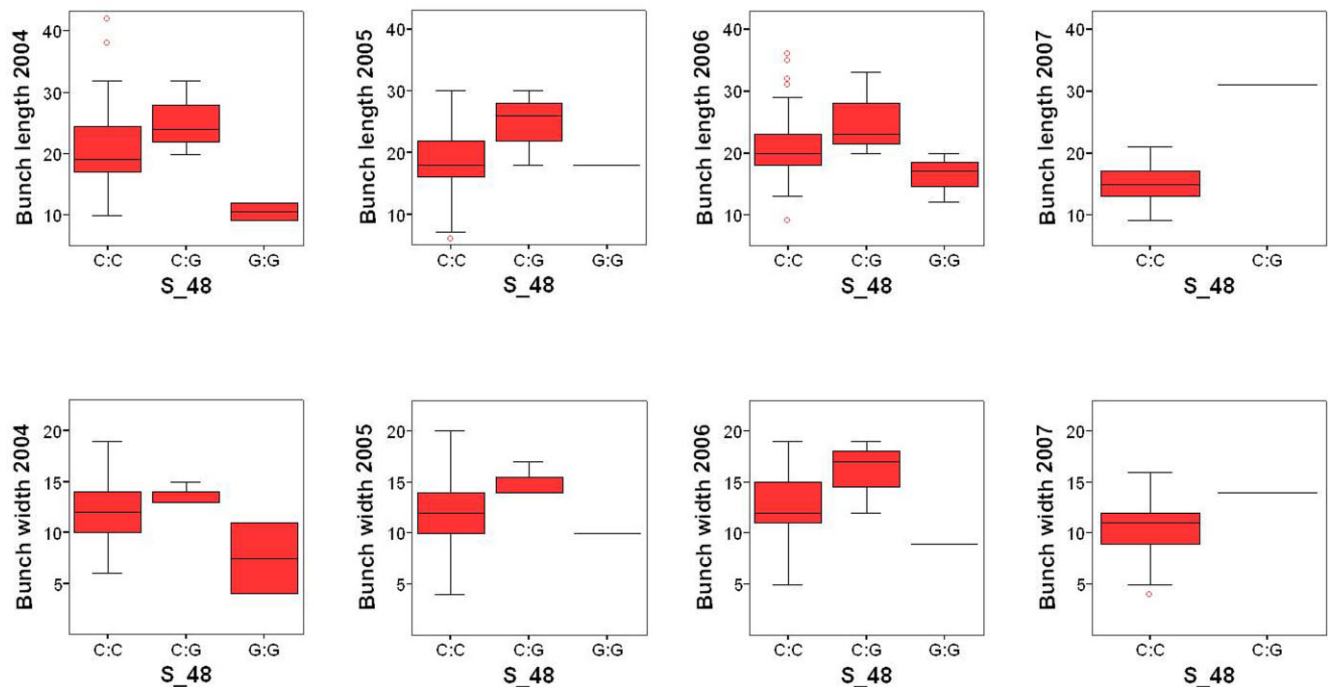 Bunch length 2004
40
30
20
10
C:C C:G G:G
S_48
Bunch length 2005
40
30
20
10
C:C C:G G:G
S_48
Bunch length 2006
40
30
20
10
C:C C:G G:G
S_48
Bunch length 2007
40
30
20
10
C:C C:G
S_48
Bunch width 2004
20
15
10
5
C:C C:G G:G
S_48
Bunch width 2005
20
15
10
5
C:C C:G G:G
S_48
Bunch width 2006
20
15
10
5
C:C C:G G:G
S_48
Bunch width 2007
20
15
10
5
C:C C:G
S_48